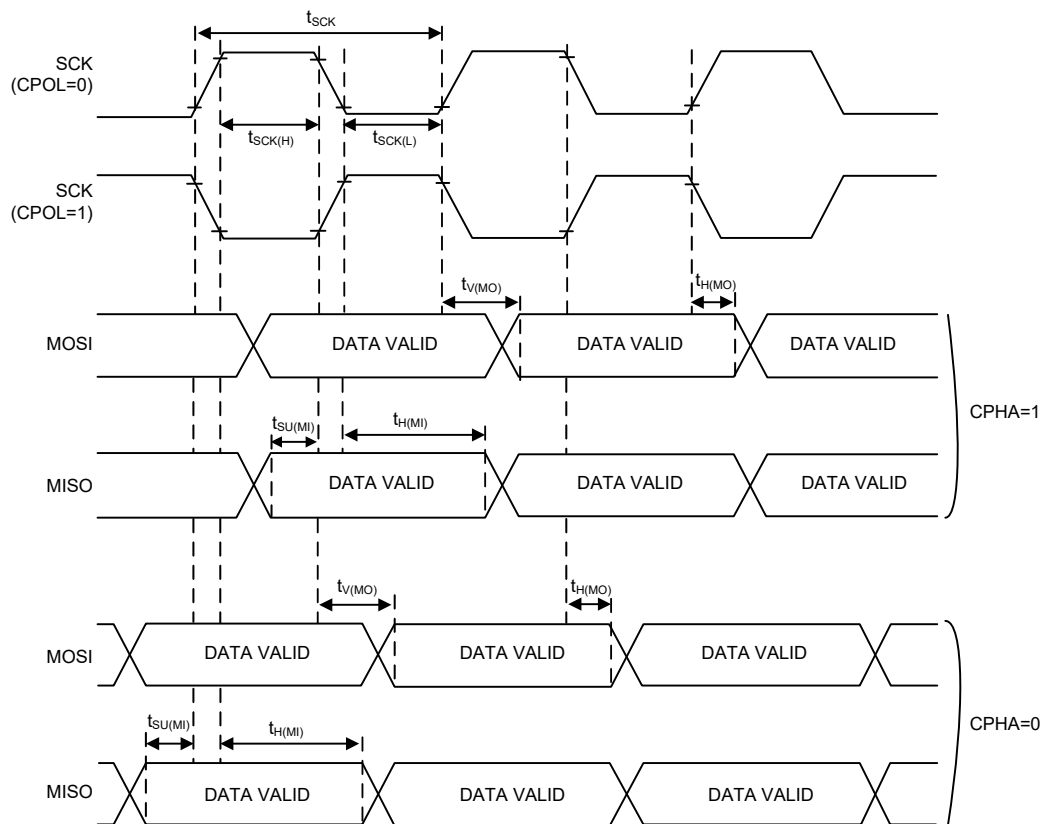 tSCK
SCK
(CPOL=0)
tSCK(H)
tSCK(L)
SCK
(CPOL=1)
tV(MO)
tH(MO)
MOSI
DATA VALID
DATA VALID
DATA VALID
CPHA=1
tSU(MI)
tH(MI)
MISO
DATA VALID
DATA VALID
DATA VALID
tV(MO)
tH(MO)
MOSI
DATA VALID
DATA VALID
DATA VALID
CPHA=0
tSU(MI)
tH(MI)
MISO
DATA VALID
DATA VALID
DATA VALID